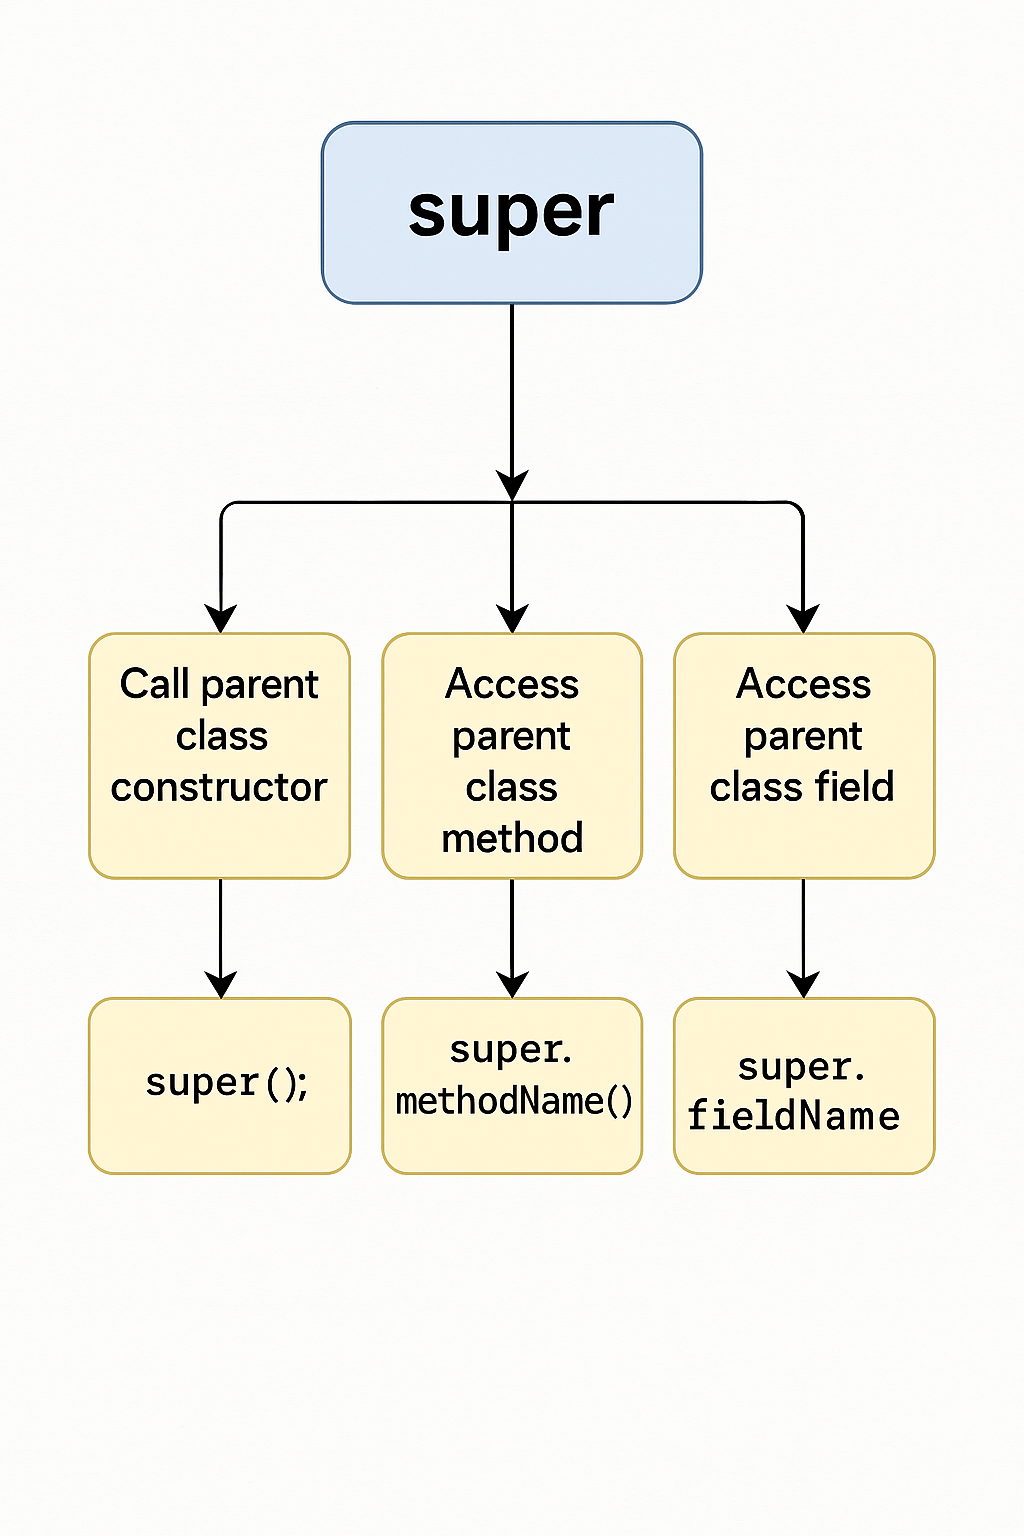 super
Call parent
class
constructor
Access
parent
class
method
Access
parent
class field
super();
super.
methodName()
super.
fieldName